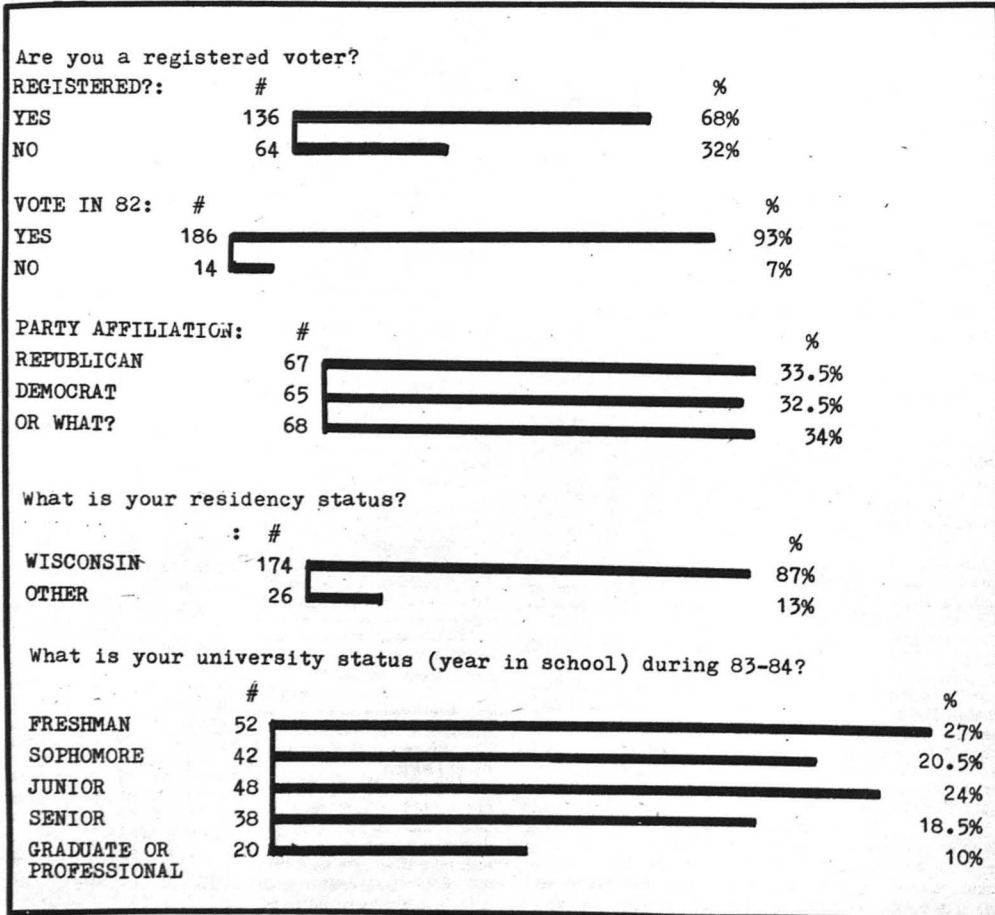 Are you a registered voter?
REGISTERED?: # %
YES 136 68%
NO 64 32%
VOTE IN 82: # %
YES 186 93%
NO 14 7%
PARTY AFFILIATION: # %
REPUBLICAN 67 33.5%
DEMOCRAT 65 32.5%
OR WHAT? 68 34%
What is your residency status?
: # %
WISCONSIN 174 87%
OTHER 26 13%
What is your university status (year in school) during 83-84?
# %
FRESHMAN 52 27%
SOPHOMORE 42 20.5%
JUNIOR 48 24%
SENIOR 38 18.5%
GRADUATE OR 20 10%
PROFESSIONAL